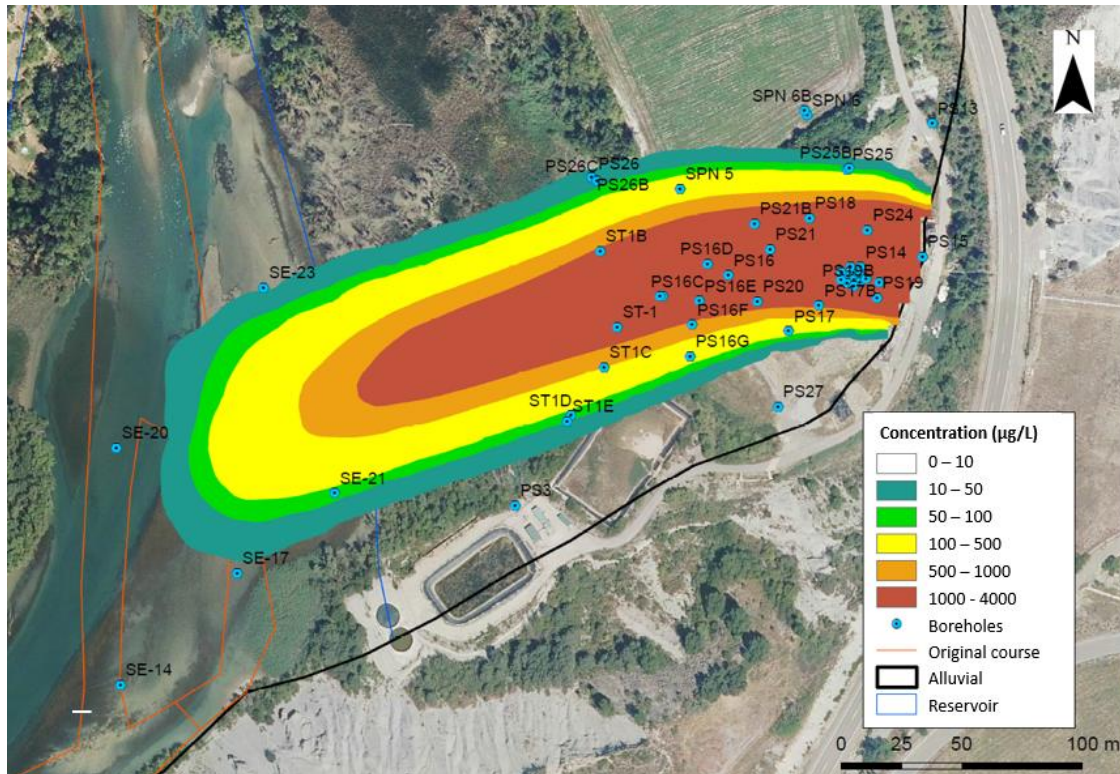 N
SPN 6B
SPN 6
PS13
PS25B
PS25
PS26C
PS26
PS26B
SPN 5
PS18
PS21B
PS24
ST1B
PS21
PS14
PS15
PS16D
PS16
SE-23
PS19B
PS16C
PS16E
PS20
PS19
PS17B
ST-1
PS16F
PS17
PS16G
ST1C
PS27
ST1D
ST1E
SE-20
SE-21
PS3
SE-17
SE-14
Concentration (µg/L)
0 – 10
10 – 50
50 – 100
100 – 500
500 – 1000
1000 - 4000
Boreholes
Original course
Alluvial
Reservoir
0 25 50 100 m